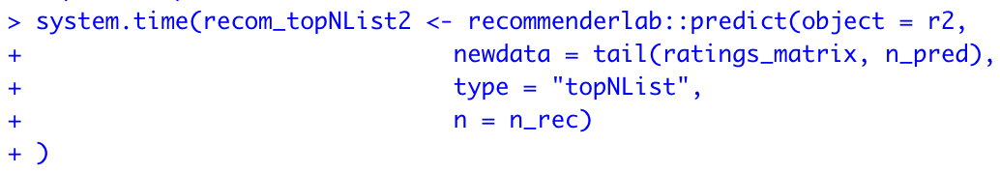 > system.time(recom_topNList2 <- recommenderlab::predict(object = r2,
+                              newdata = tail(ratings_matrix, n_pred),
+                              type = "topNList",
+                              n = n_rec)
+ )